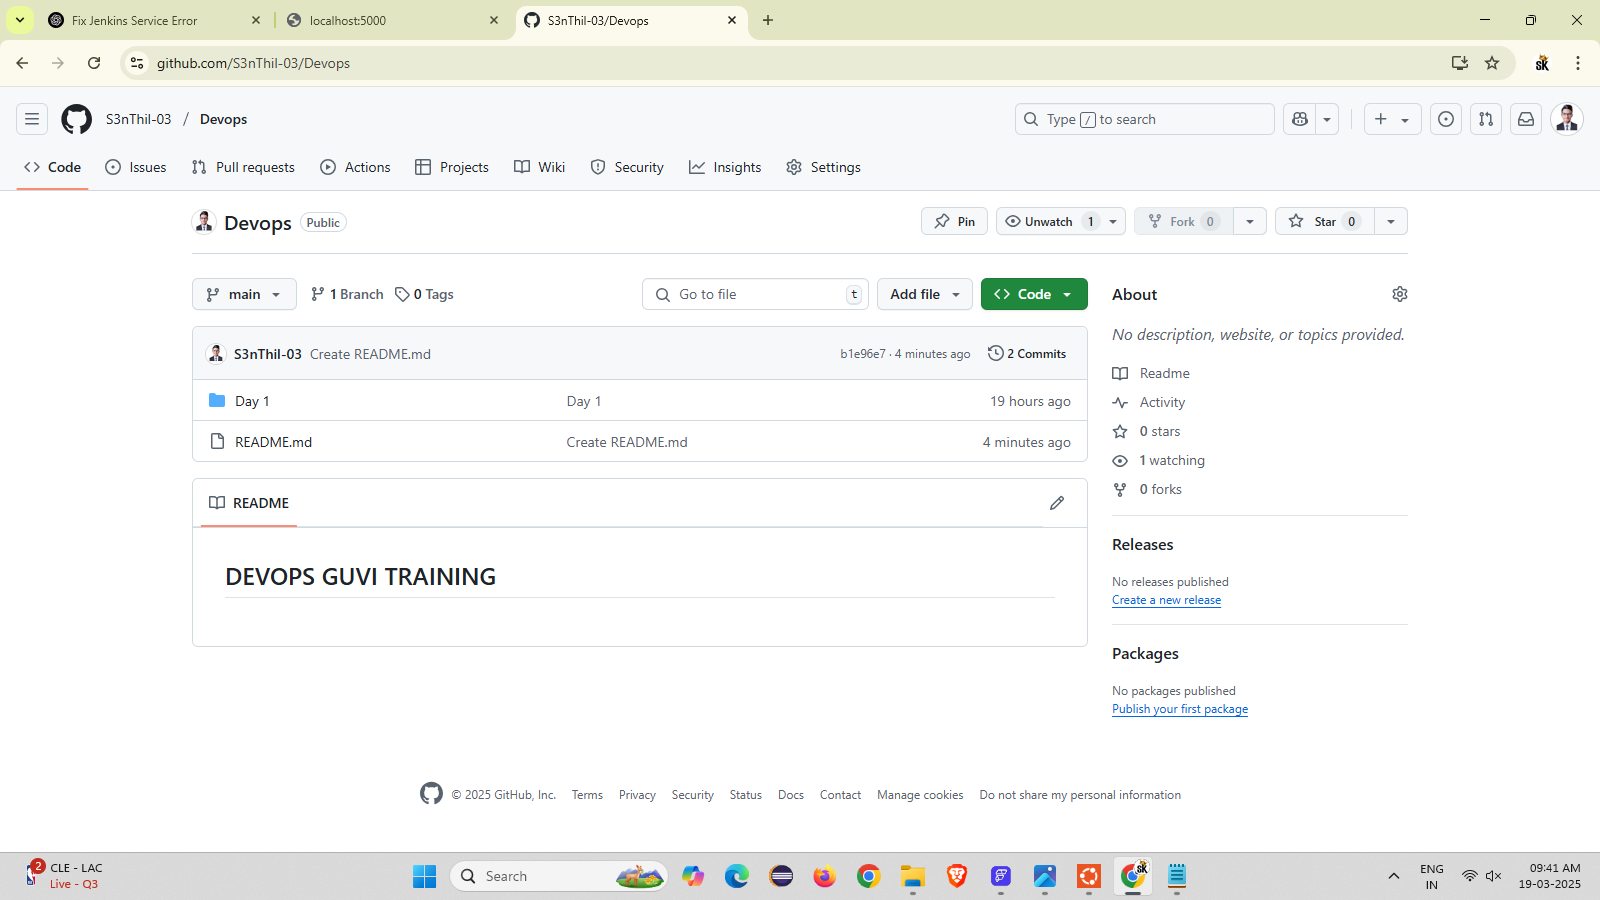 Fix Jenkins Service Error
localhost:5000
S3nThil-03/Devops
github.com/S3nThil-03/Devops
S3nThil-03 / Devops
Type / to search
Code
Issues
Pull requests
Actions
Projects
Wiki
Security
Insights
Settings
Devops Public
Pin
Unwatch 1
Fork 0
Star 0
main
1 Branch
0 Tags
Go to file t
Add file
Code
S3nThil-03 Create README.md
b1e96e7 · 4 minutes ago
2 Commits
Day 1 Day 1 19 hours ago
README.md Create README.md 4 minutes ago
README
DEVOPS GUVI TRAINING
About
No description, website, or topics provided.
Readme
Activity
0 stars
1 watching
0 forks
Releases
No releases published
Create a new release
Packages
No packages published
Publish your first package
© 2025 GitHub, Inc. Terms Privacy Security Status Docs Contact Manage cookies Do not share my personal information
2
CLE - LAC
Live - Q3
Search
SK
ENG
IN
09:41 AM
19-03-2025